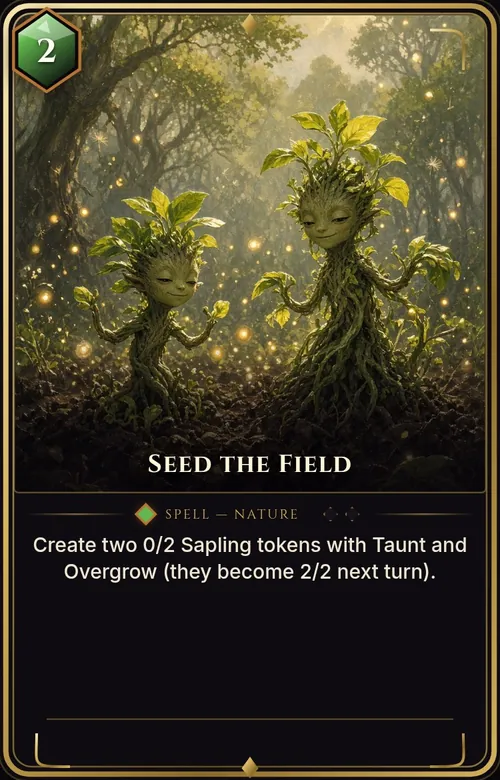 2
Seed the Field
SPELL — NATURE
Create two 0/2 Sapling tokens with Taunt and
Overgrow (they become 2/2 next turn).